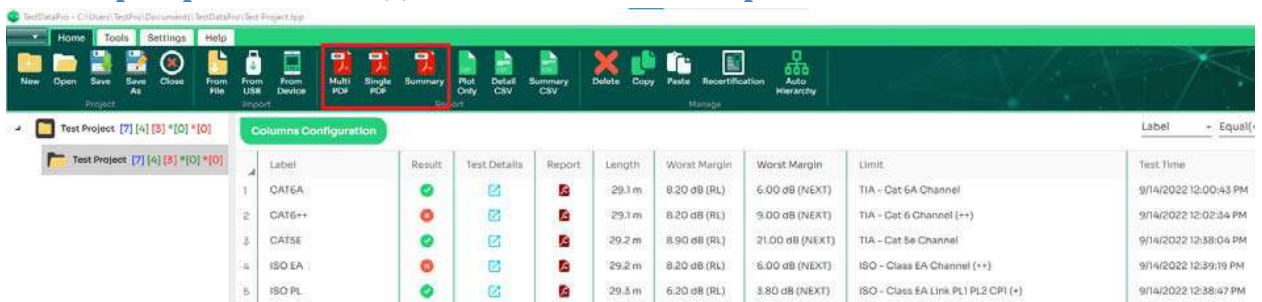 TestDataPro - C:\Users\TestPro\Documents\TestDataPro\Test Project.tpp
Home Tools Settings Help
New Open Save Save As Close From File From USB From Device Multi PDF Single PDF Summary Plot Only Detail CSV Summary CSV Delete Copy Paste Recertification Auto Hierarchy
Project Import Report Manage
Test Project [7] [4] [3] *[0] *[0]
Columns Configuration
Label Equal(
Test Project [7] [4] [3] *[0] *[0]
Label Result Test Details Report Length Worst Margin Worst Margin Limit Test Time
1 CAT6A 29.1 m 8.20 dB (RL) 6.00 dB (NEXT) TIA - Cat 6A Channel 9/14/2022 12:00:43 PM
2 CAT6++ 29.1 m 8.20 dB (RL) 9.00 dB (NEXT) TIA - Cat 6 Channel (++) 9/14/2022 12:02:34 PM
3 CAT5E 29.2 m 8.90 dB (RL) 21.00 dB (NEXT) TIA - Cat 5e Channel 9/14/2022 12:38:04 PM
4 ISO EA 29.2 m 8.20 dB (RL) 6.00 dB (NEXT) ISO - Class EA Channel (++) 9/14/2022 12:39:19 PM
5 ISO PL 29.3 m 6.20 dB (RL) 3.80 dB (NEXT) ISO - Class EA Link PL1 PL2 CP1 (+) 9/14/2022 12:38:47 PM